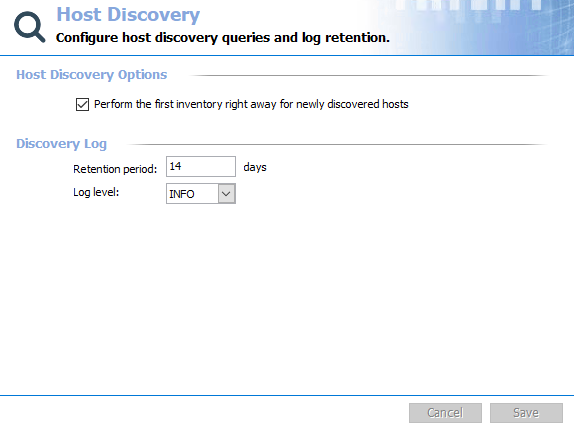 Host Discovery
Configure host discovery queries and log retention.
Host Discovery Options
Perform the first inventory right away for newly discovered hosts
Discovery Log
Retention period: 14 days
Log level: INFO
Cancel Save